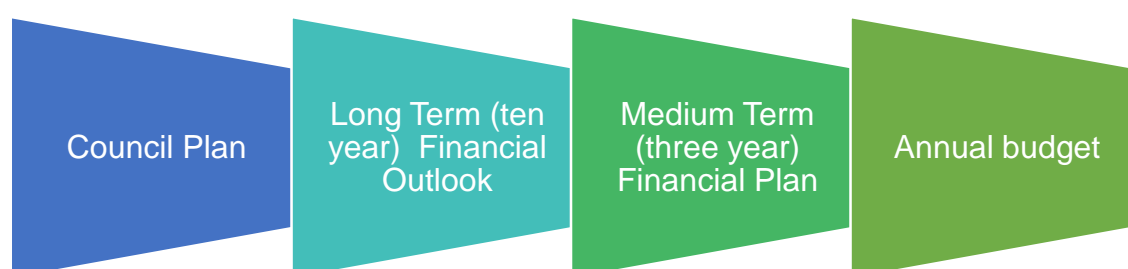 Council Plan
Long Term (ten
year)  Financial
Outlook
Medium Term
(three year)
Financial Plan
Annual budget